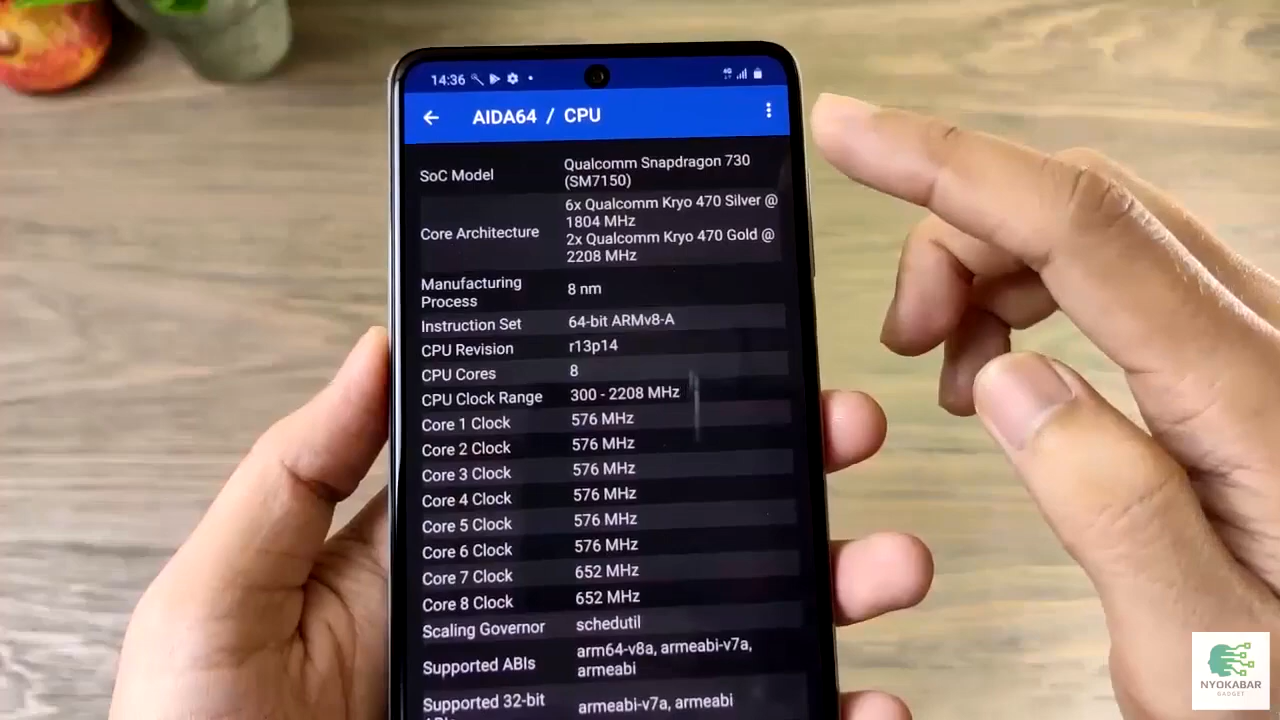 14:36
4G
AIDA64 / CPU
SoC Model
Qualcomm Snapdragon 730
(SM7150)
Core Architecture
6x Qualcomm Kryo 470 Silver @
1804 MHz
2x Qualcomm Kryo 470 Gold @
2208 MHz
Manufacturing
Process
8 nm
Instruction Set
64-bit ARMv8-A
CPU Revision
r13p14
CPU Cores
8
CPU Clock Range
300 - 2208 MHz
Core 1 Clock
576 MHz
Core 2 Clock
576 MHz
Core 3 Clock
576 MHz
Core 4 Clock
576 MHz
Core 5 Clock
576 MHz
Core 6 Clock
576 MHz
Core 7 Clock
652 MHz
Core 8 Clock
652 MHz
Scaling Governor
schedutil
Supported ABIs
arm64-v8a, armeabi-v7a,
armeabi
Supported 32-bit
armeabi-v7a, armeabi
NYOKABAR
GADGET